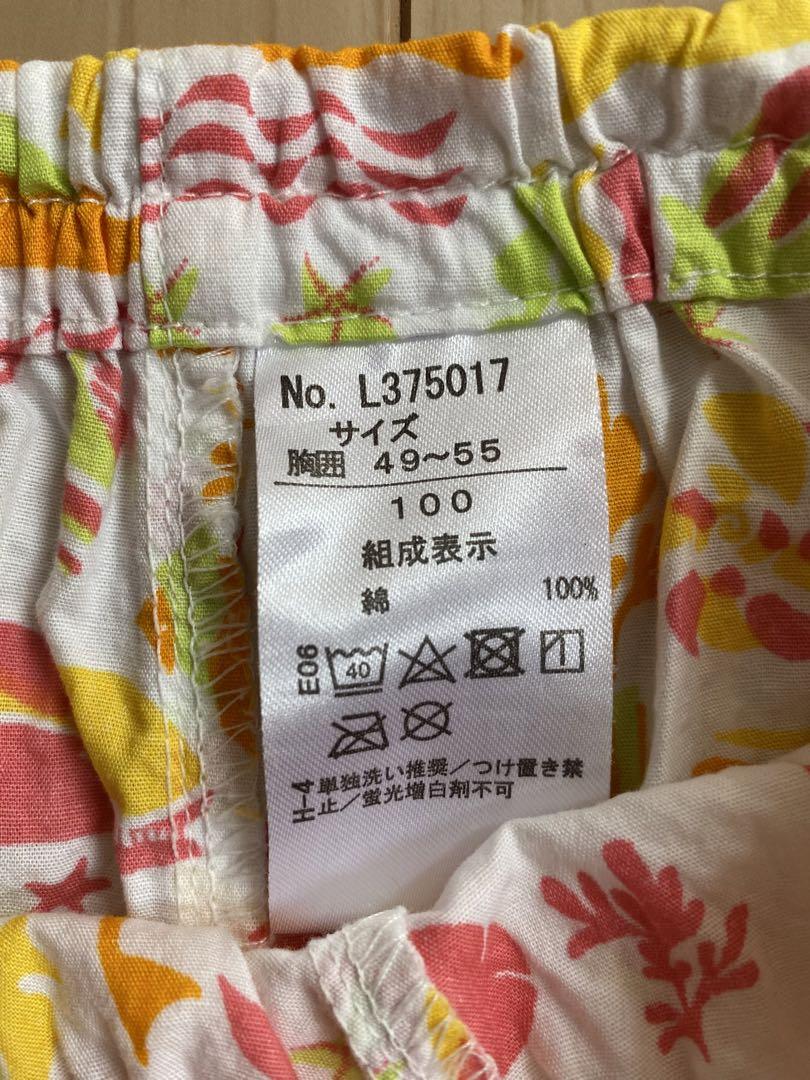 No. L375017
サイズ
胸囲 49～55
100
組成表示
綿 100%
E06 40
H-4 単独洗い推奨/つけ置き禁
止/蛍光増白剤不可